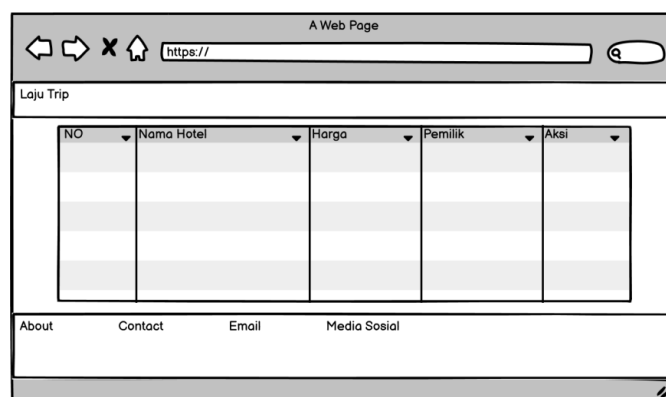 A Web Page
https://
Laju Trip
NO Nama Hotel Harga Pemilik Aksi
About Contact Email Media Sosial